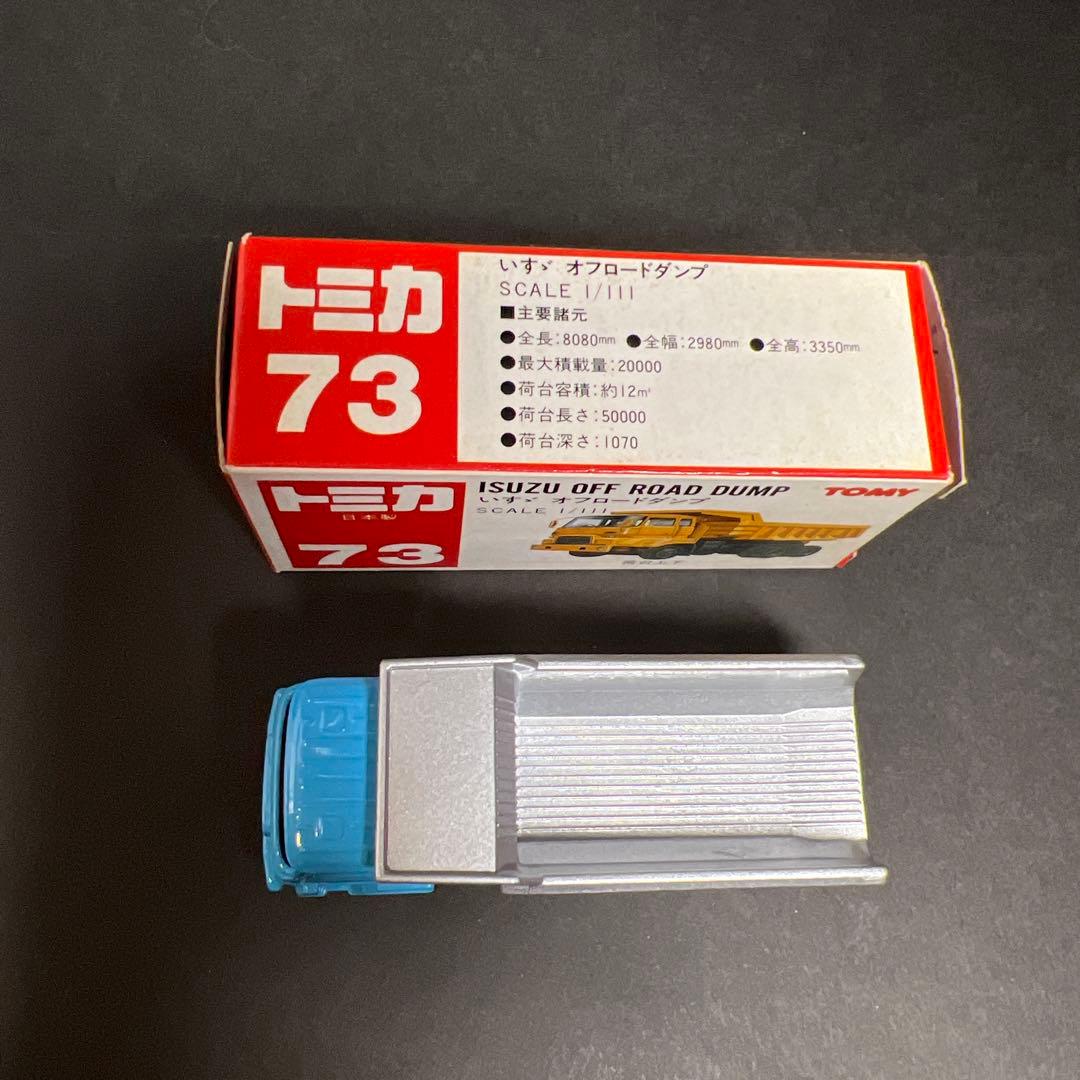 トミカ
73
いすゞ オフロードダンプ
SCALE 1/111
■主要諸元
●全長:8080mm ●全幅:2980mm ●全高:3350mm
●最大積載量:20000
●荷台容積:約12m³
●荷台長さ:50000
●荷台深さ:1070
トミカ
日本製
73
ISUZU OFF ROAD DUMP
いすゞ オフロードダンプ
SCALE 1/111
TOMY